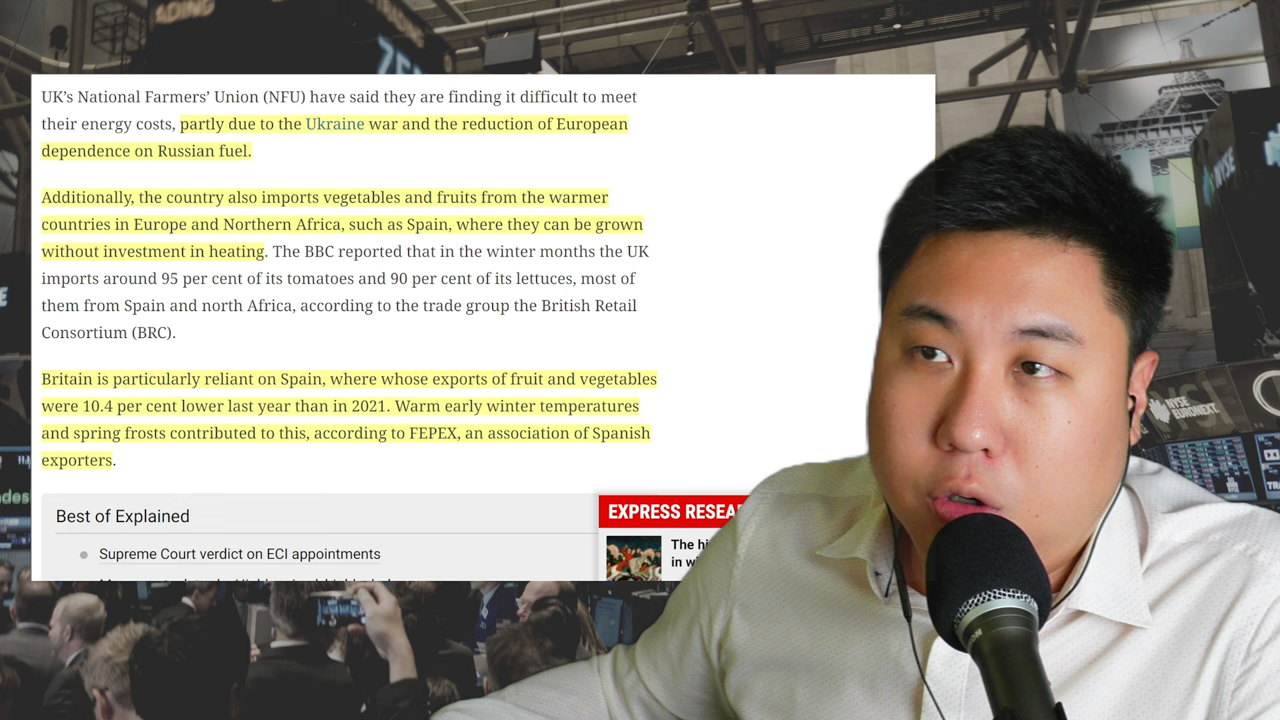 UK's National Farmers' Union (NFU) have said they are finding it difficult to meet
their energy costs, partly due to the Ukraine war and the reduction of European
dependence on Russian fuel.
Additionally, the country also imports vegetables and fruits from the warmer
countries in Europe and Northern Africa, such as Spain, where they can be grown
without investment in heating. The BBC reported that in the winter months the UK
imports around 95 per cent of its tomatoes and 90 per cent of its lettuces, most of
them from Spain and north Africa, according to the trade group the British Retail
Consortium (BRC).
Britain is particularly reliant on Spain, where whose exports of fruit and vegetables
were 10.4 per cent lower last year than in 2021. Warm early winter temperatures
and spring frosts contributed to this, according to FEPEX, an association of Spanish
exporters.
Best of Explained
Supreme Court verdict on ECI appointments
EXPRESS
The
in
NYSE
EURONEXT.
NYSE